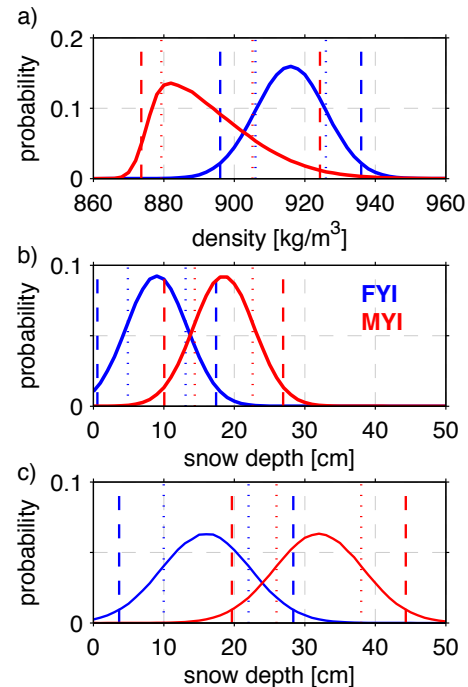 a)
0.2
0.1
0
probability
860 880 900 920 940 960
density [kg/m³]
b)
0.1
0
probability
FYI
MYI
0 10 20 30 40 50
snow depth [cm]
c)
0.1
0
probability
0 10 20 30 40 50
snow depth [cm]